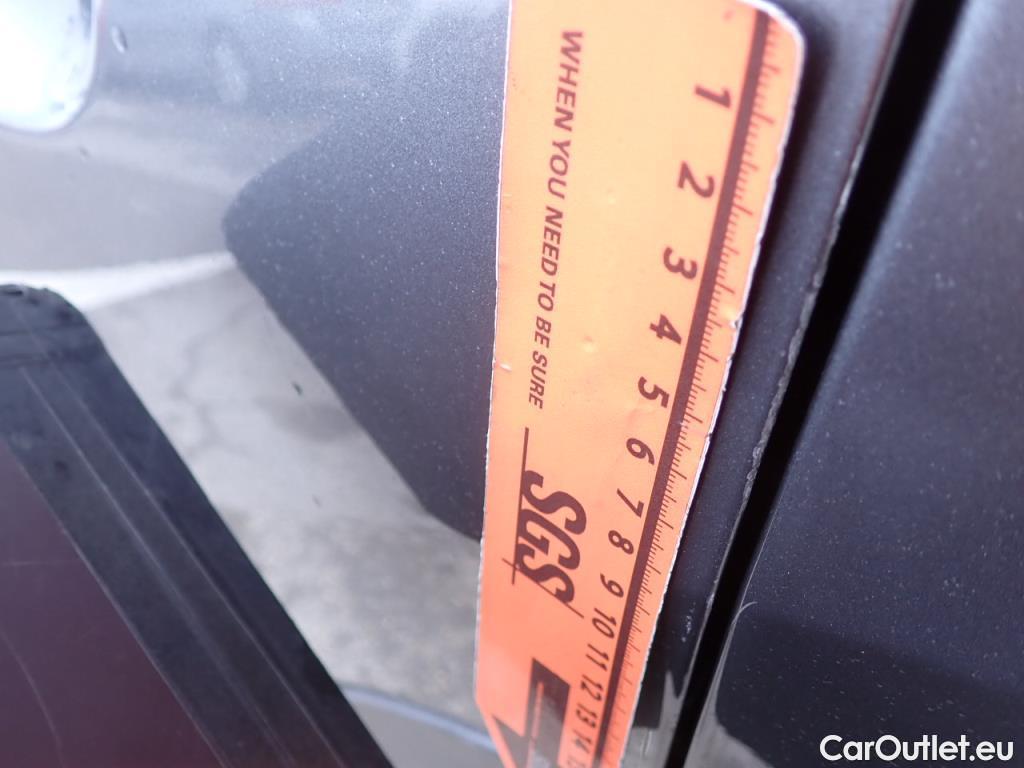 WHEN YOU NEED TO BE SURE
SGS
1 2 3 4 5 6 7 8 9 10 11 12 13 14
CarOutlet.eu